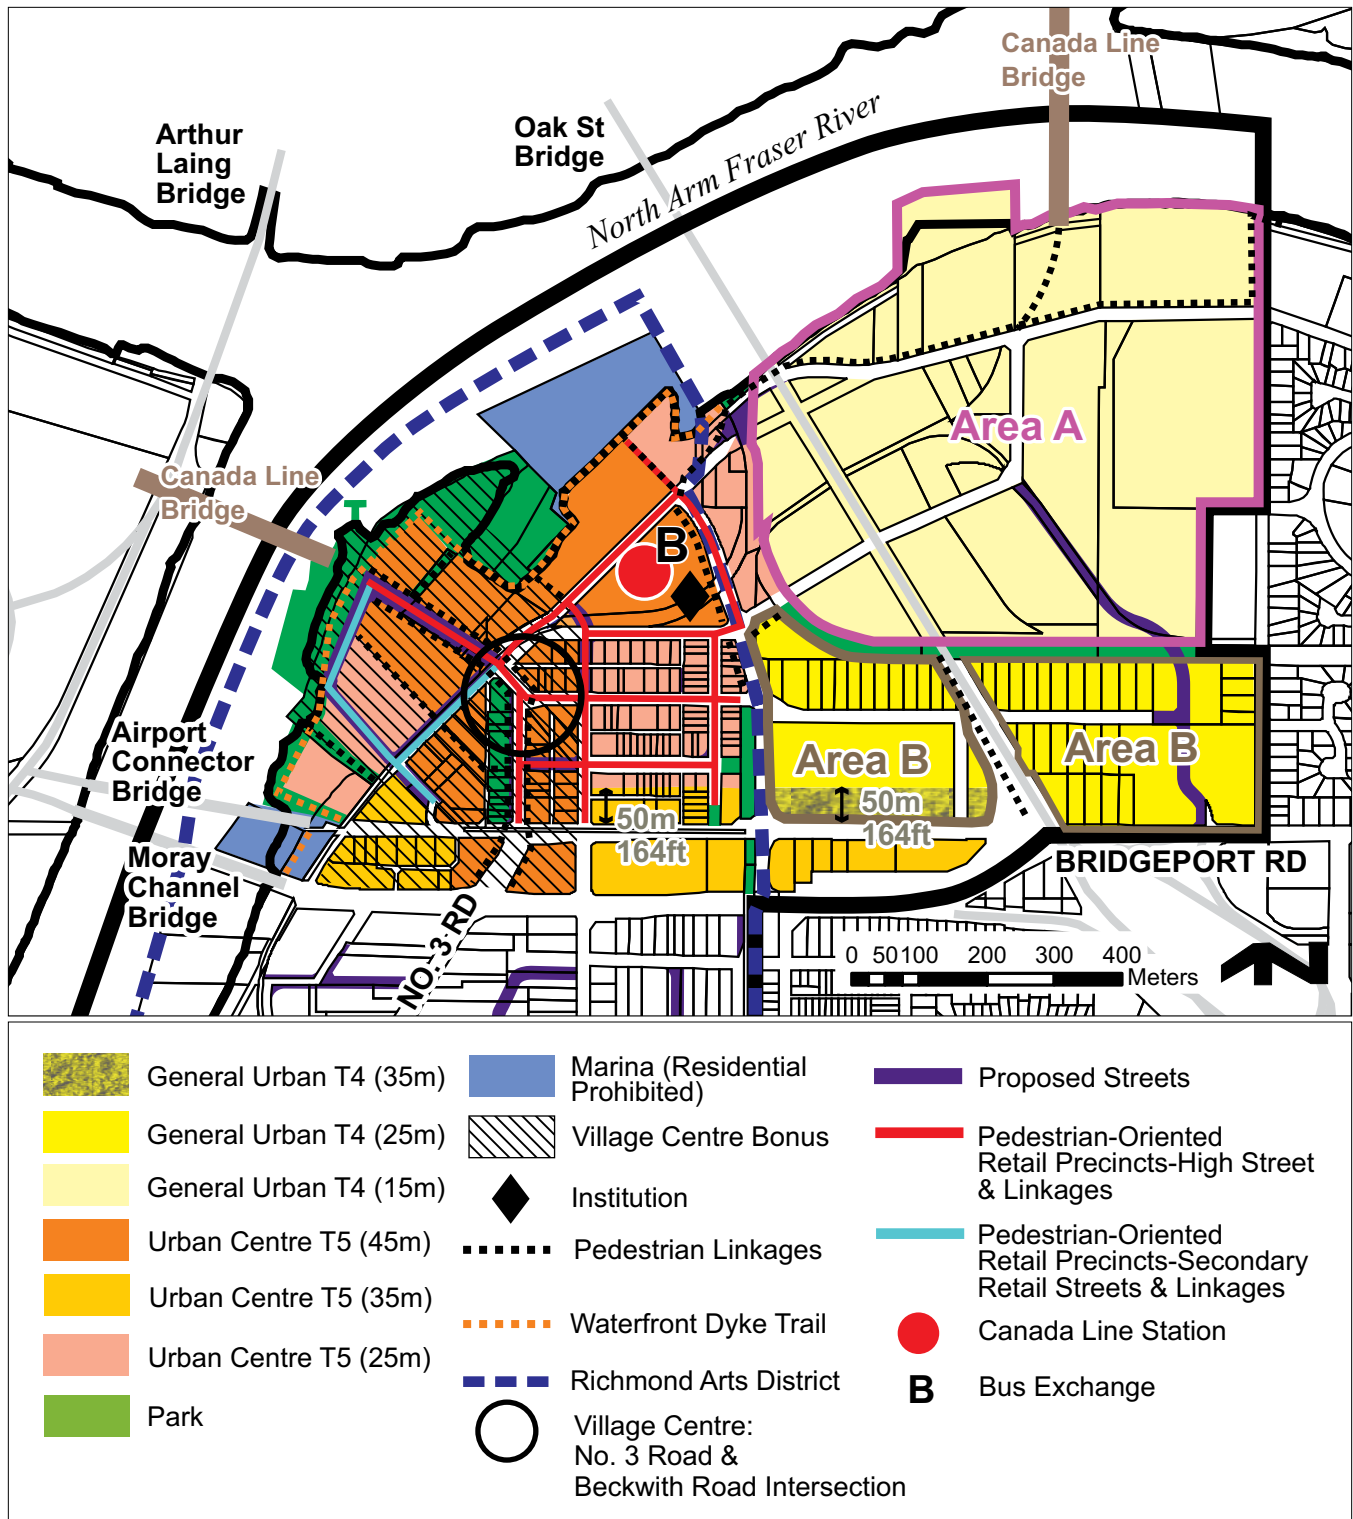 Canada Line
Bridge
Arthur
Laing
Bridge
Oak St
Bridge
North Arm Fraser River
Area A
Canada Line
Bridge
B
Airport
Connector
Bridge
Area B
Area B
50m
164ft
50m
164ft
Moray
Channel
Bridge
BRIDGEPORT RD
NO. 3 RD
0 50 100 200 300 400
Meters
General Urban T4 (35m)
General Urban T4 (25m)
General Urban T4 (15m)
Urban Centre T5 (45m)
Urban Centre T5 (35m)
Urban Centre T5 (25m)
Park
Marina (Residential
Prohibited)
Village Centre Bonus
Institution
Pedestrian Linkages
Waterfront Dyke Trail
Richmond Arts District
Village Centre:
No. 3 Road &
Beckwith Road Intersection
Proposed Streets
Pedestrian-Oriented
Retail Precincts-High Street
& Linkages
Pedestrian-Oriented
Retail Precincts-Secondary
Retail Streets & Linkages
Canada Line Station
B
Bus Exchange